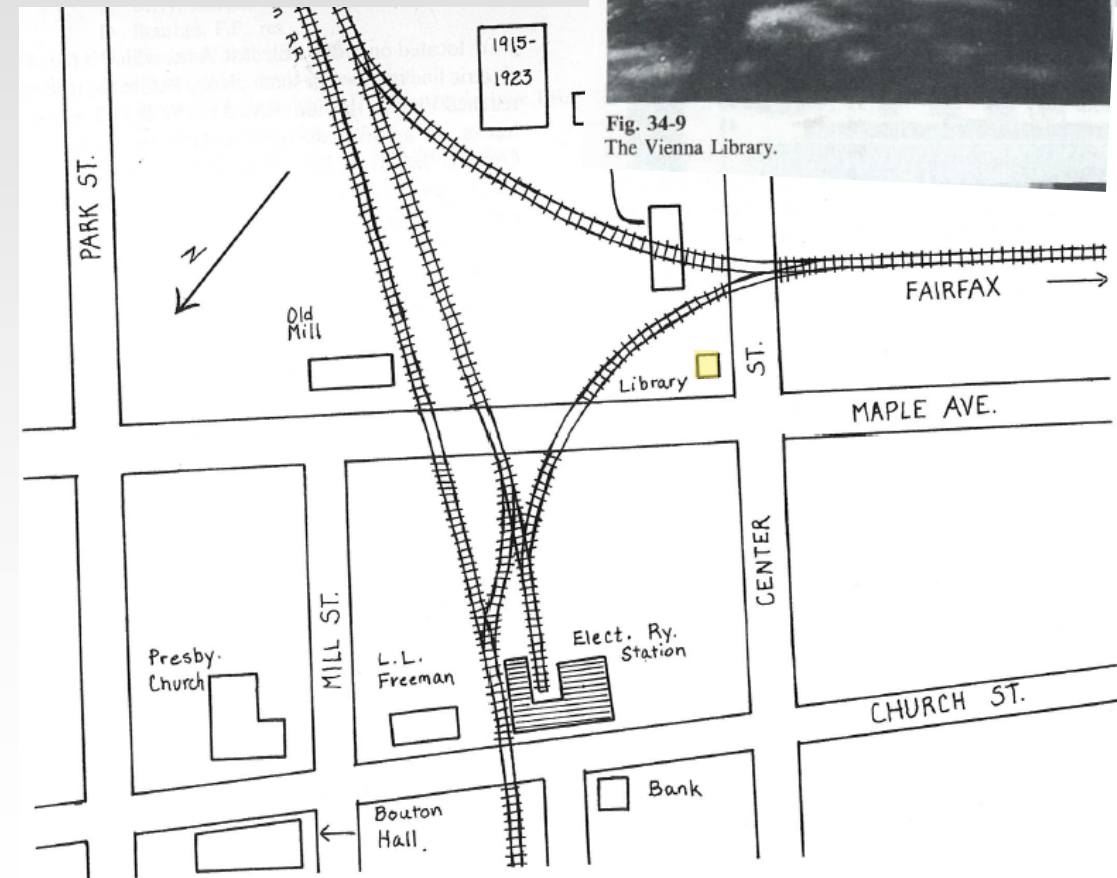 R.R.
1915-
1923
Fig. 34-9
The Vienna Library.
PARK ST.
N
FAIRFAX
Old
Mill
Library
ST.
MAPLE AVE.
CENTER
MILL ST.
Presby.
Church
L.L.
Freeman
Elect. Ry.
Station
CHURCH ST.
Bank
Bouton
Hall.